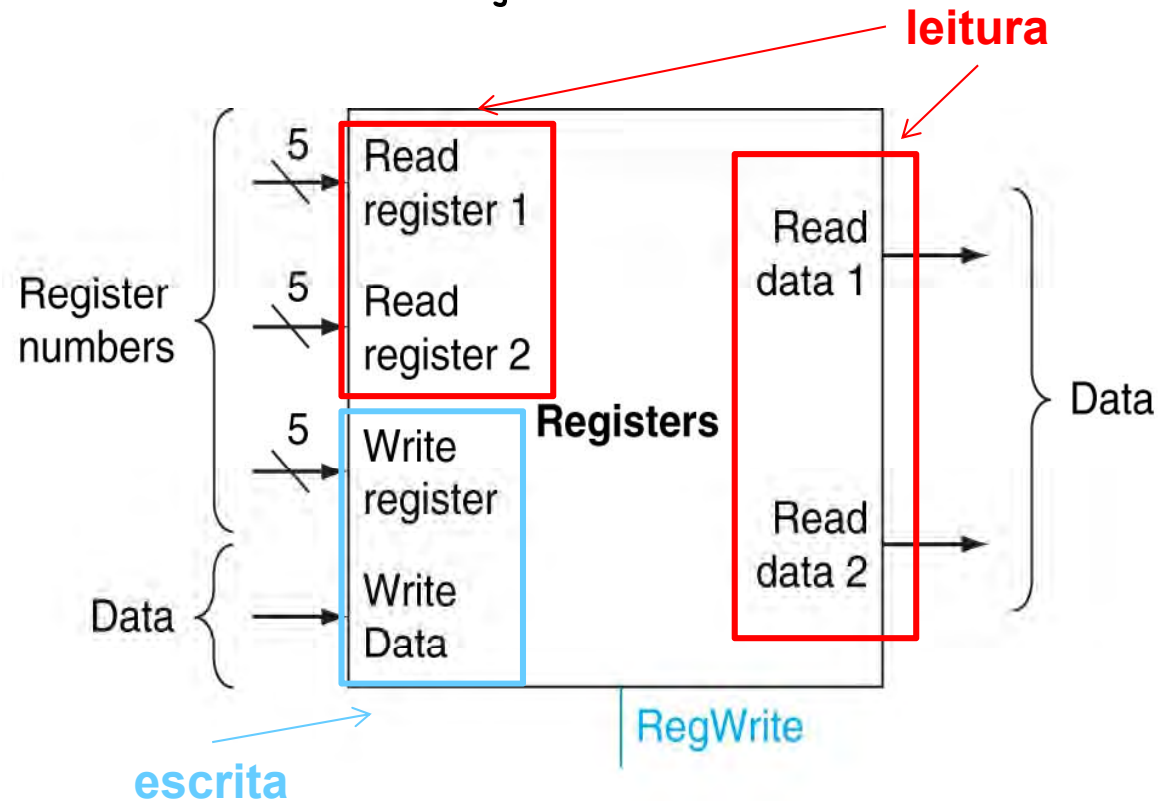 leitura
5
Read
register 1
5
Read
register 2
Register
numbers
5
Write
register
Data
Write
Data
Registers
Read
data 1
Data
Read
data 2
RegWrite
escrita